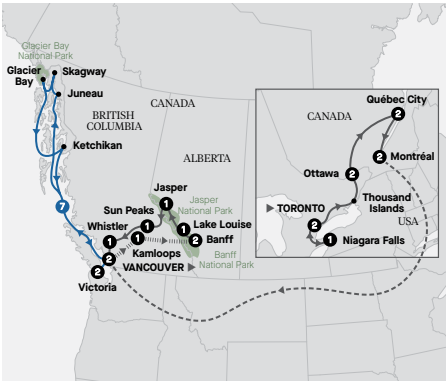 Glacier Bay
National Park
Glacier
Bay
Skagway
Juneau
BRITISH
COLUMBIA
CANADA
Ketchikan
ALBERTA
7
Jasper
1
Jasper
National Park
Sun Peaks
1
Whistler
1
Lake Louise
1
Banff
2
1
Kamloops
VANCOUVER
2
Banff
National Park
2
Victoria
Québec City
2
CANADA
2
Montréal
Ottawa
2
Thousand
Islands
TORONTO
2
USA
1
Niagara Falls